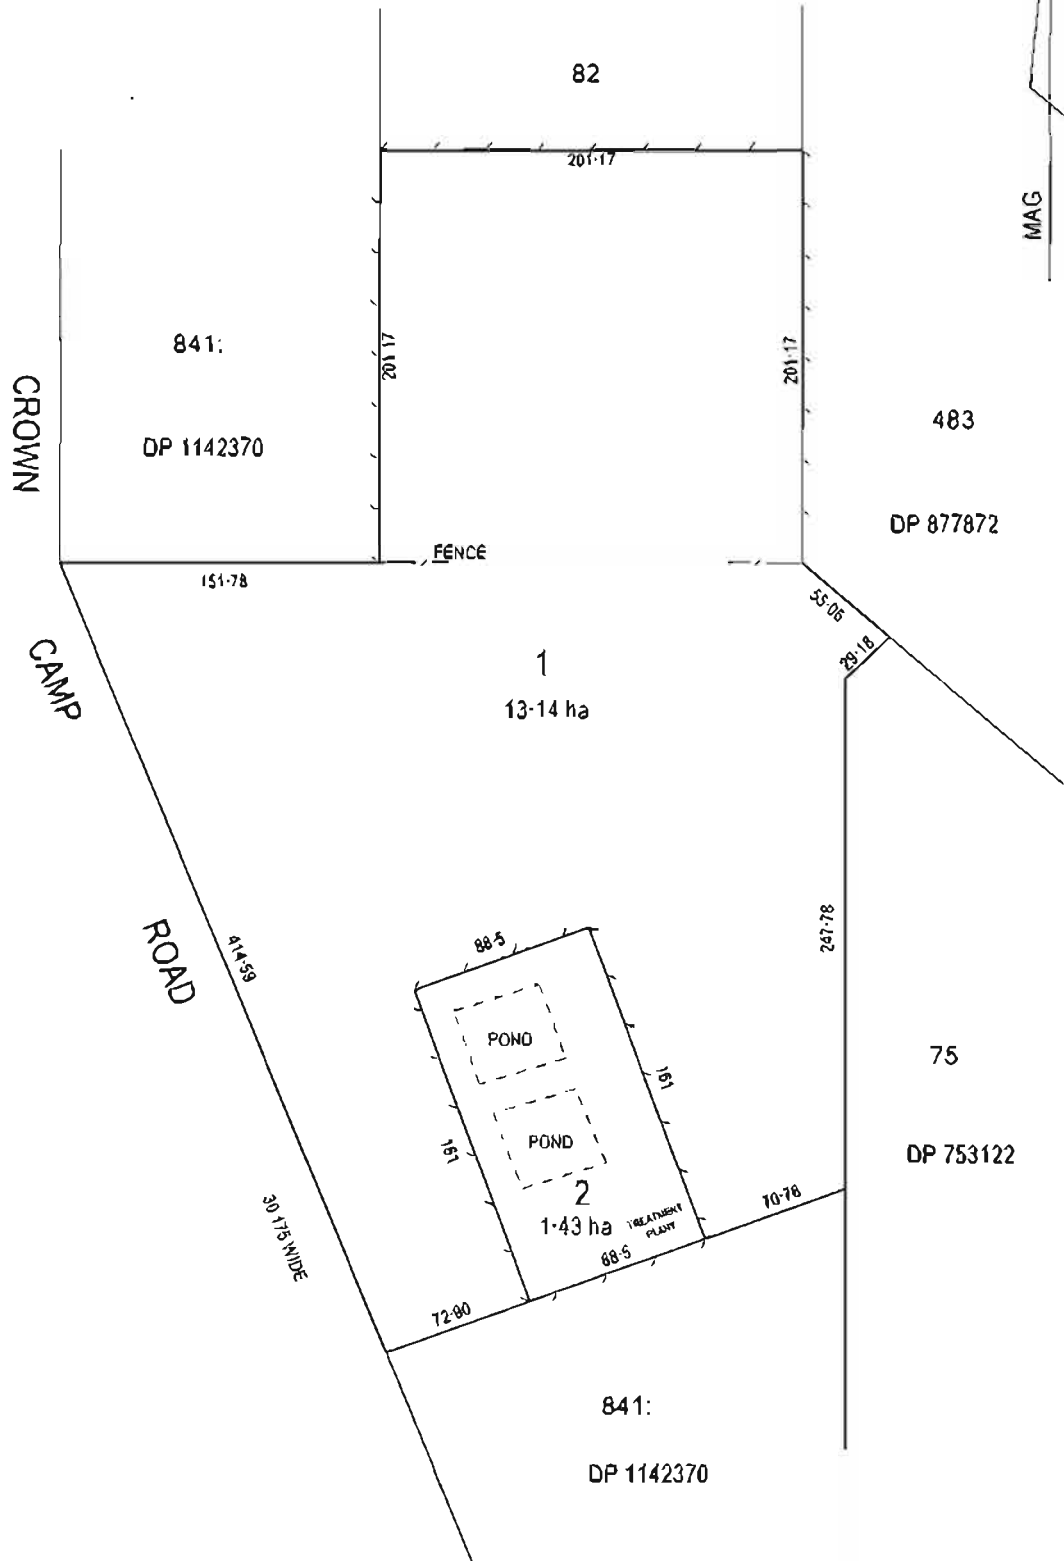 82
201·17
MAG
841:
201·17
201·17
CROWN
483
DP 1142370
DP 877872
FENCE
151·78
55·06
29·18
CAMP
1
13·14 ha
ROAD
414·59
247·78
88·5
POND
75
161
161
POND
DP 753122
2
1·43 ha
TREATMENT
PLANT
70·78
30 175 WIDE
88·5
72·80
841:
DP 1142370